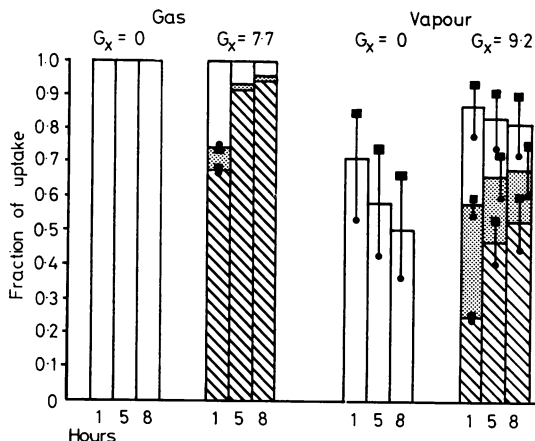 Gas Vapour
Gₓ = 0 Gₓ = 7·7 Gₓ = 0 Gₓ = 9·2
Fraction of uptake
1·0
0·9
0·8
0·7
0·6
0·5
0·4
0·3
0·2
0·1
0
1 5 8 1 5 8 1 5 8 1 5 8
Hours